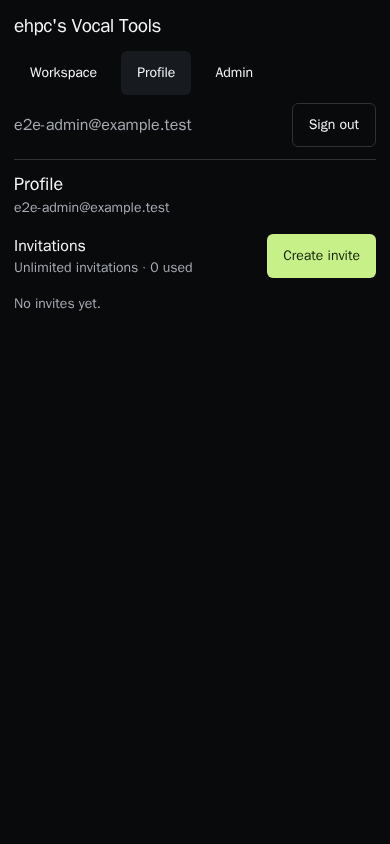 ehpc's Vocal Tools
Workspace Profile Admin
e2e-admin@example.test Sign out
Profile
e2e-admin@example.test
Invitations
Unlimited invitations · 0 used
Create invite
No invites yet.